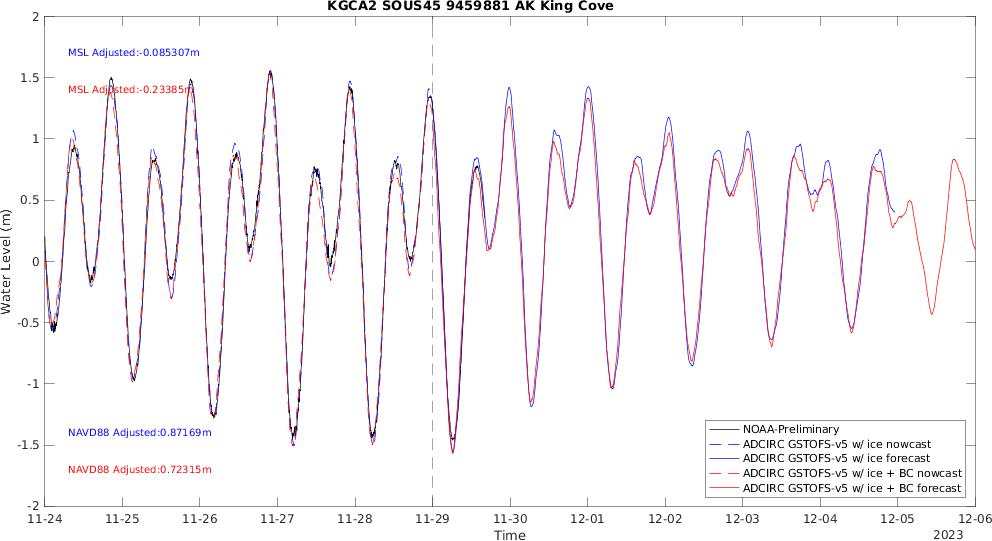 KGCA2 SOUS45 9459881 AK King Cove
2
1.5
1
0.5
0
-0.5
-1
-1.5
-2
Water Level (m)
MSL Adjusted:-0.085307m
MSL Adjusted:-0.23385m
NAVD88 Adjusted:0.87169m
NAVD88 Adjusted:0.72315m
NOAA-Preliminary
ADCIRC GSTOFS-v5 w/ ice nowcast
ADCIRC GSTOFS-v5 w/ ice forecast
ADCIRC GSTOFS-v5 w/ ice + BC nowcast
ADCIRC GSTOFS-v5 w/ ice + BC forecast
11-24 11-25 11-26 11-27 11-28 11-29 11-30 12-01 12-02 12-03 12-04 12-05 12-06
Time
2023